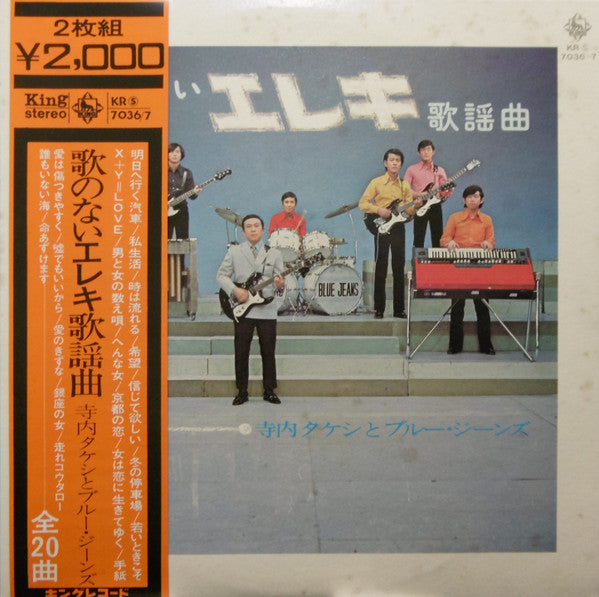 2枚組
¥2,000
King
stereo
KRⓈ
7036/7
歌のないエレキ歌謡曲
寺内タケシとブルー・ジーンズ
明日へ行く汽車/私生活/時は流れる/希望/信じて欲しい/冬の停車場/若いときこそ
X+Y=LOVE/男と女の数え唄/へんな女/京都の恋/女は恋に生きてゆく/手紙
愛は傷つきやすく/嘘でもいいから/愛のきずな/銀座の女/走れコウタロー
誰もいない海/命あずけます
全20曲
キングレコード
い
エレキ
歌謡曲
KRⓈ
7036/7
BLUE JEANS
寺内タケシとブルー・ジーンズ